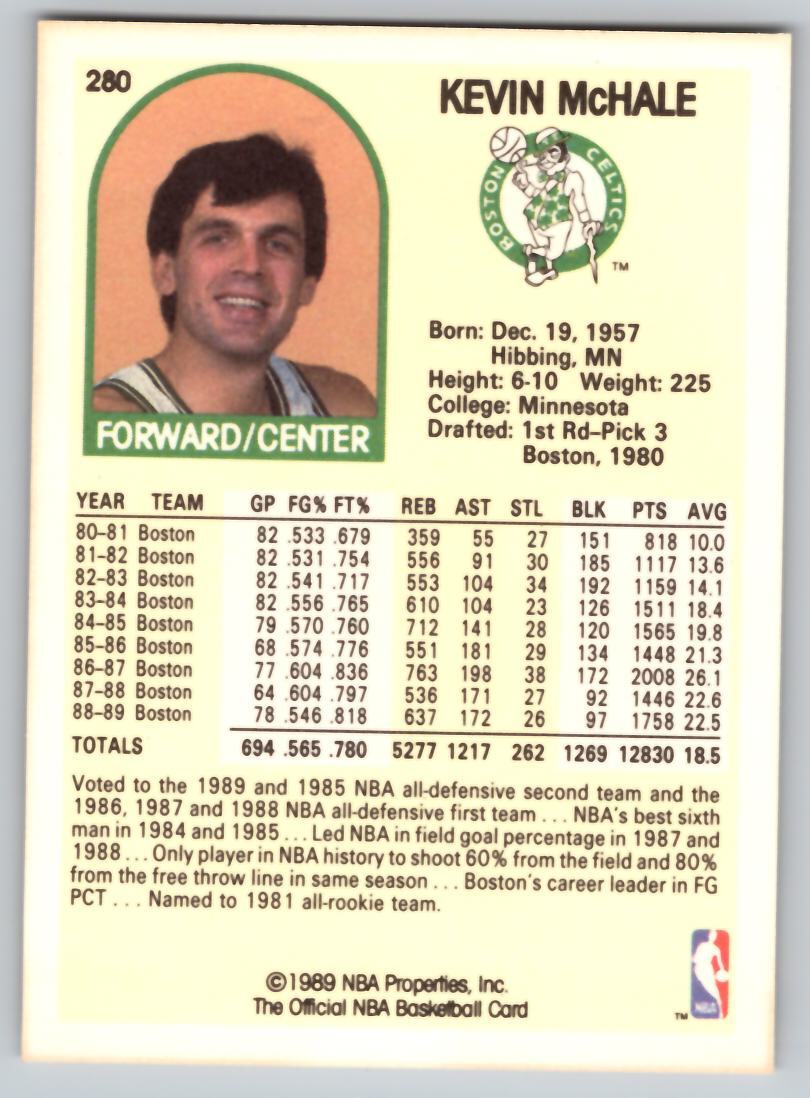 280
KEVIN McHALE
BOSTON CELTICS
TM
Born: Dec. 19, 1957
Hibbing, MN
Height: 6-10 Weight: 225
College: Minnesota
Drafted: 1st Rd–Pick 3
Boston, 1980
FORWARD/CENTER
YEAR TEAM GP FG% FT% REB AST STL BLK PTS AVG
80–81 Boston 82 .533 .679 359 55 27 151 818 10.0
81–82 Boston 82 .531 .754 556 91 30 185 1117 13.6
82–83 Boston 82 .541 .717 553 104 34 192 1159 14.1
83–84 Boston 82 .556 .765 610 104 23 126 1511 18.4
84–85 Boston 79 .570 .760 712 141 28 120 1565 19.8
85–86 Boston 68 .574 .776 551 181 29 134 1448 21.3
86–87 Boston 77 .604 .836 763 198 38 172 2008 26.1
87–88 Boston 64 .604 .797 536 171 27 92 1446 22.6
88–89 Boston 78 .546 .818 637 172 26 97 1758 22.5
TOTALS 694 .565 .780 5277 1217 262 1269 12830 18.5
Voted to the 1989 and 1985 NBA all-defensive second team and the
1986, 1987 and 1988 NBA all-defensive first team ... NBA's best sixth
man in 1984 and 1985 ... Led NBA in field goal percentage in 1987 and
1988 ... Only player in NBA history to shoot 60% from the field and 80%
from the free throw line in same season ... Boston's career leader in FG
PCT ... Named to 1981 all-rookie team.
©1989 NBA Properties, Inc.
The Official NBA Basketball Card
TM
NBA